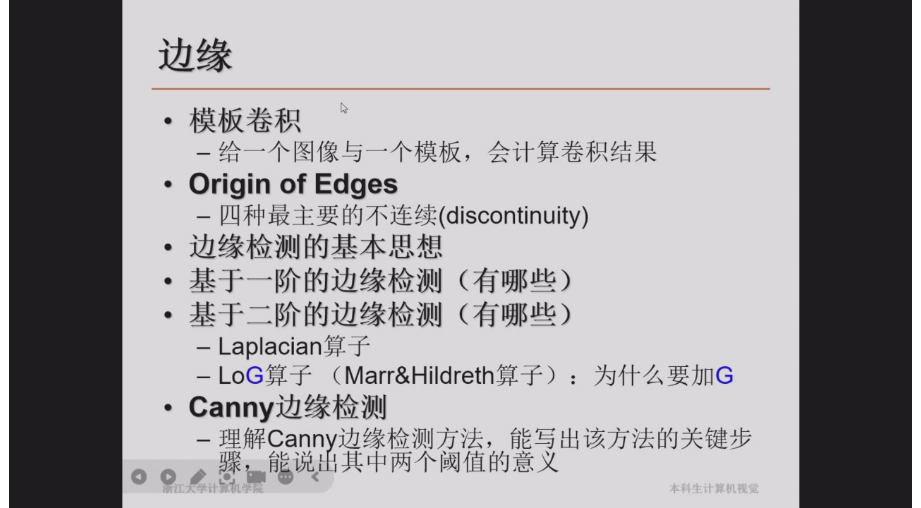 边缘
• 模板卷积
– 给一个图像与一个模板，会计算卷积结果
• Origin of Edges
– 四种最主要的不连续(discontinuity)
• 边缘检测的基本思想
• 基于一阶的边缘检测（有哪些）
• 基于二阶的边缘检测（有哪些）
– Laplacian算子
– LoG算子 （Marr&Hildreth算子）：为什么要加G
• Canny边缘检测
– 理解Canny边缘检测方法，能写出该方法的关键步
骤，能说出其中两个阈值的意义
浙江大学计算机学院
本科生计算机视觉